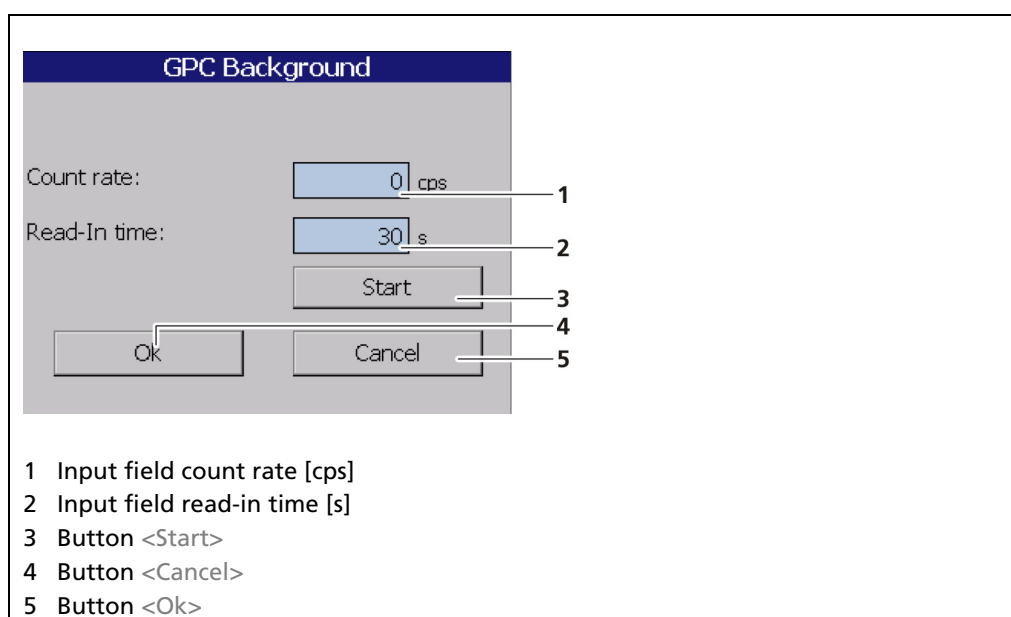 GPC Background
Count rate: 0 cps 1
Read-In time: 30 s 2
Start 3
4
Ok Cancel 5
1 Input field count rate [cps]
2 Input field read-in time [s]
3 Button <Start>
4 Button <Cancel>
5 Button <Ok>